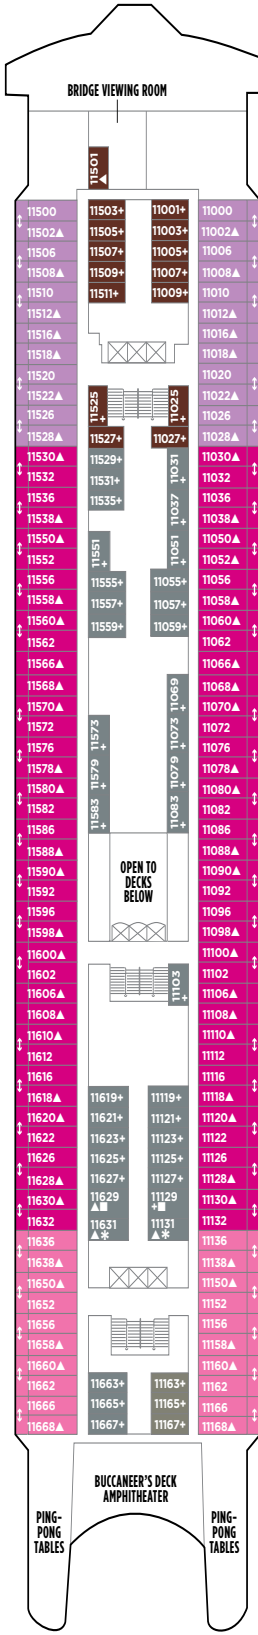 BRIDGE VIEWING ROOM
11501▲
11500 11503+ 11001+ 11000
11502▲ 11505+ 11003+ 11002▲
11506 11507+ 11005+ 11006
11508▲ 11509+ 11007+ 11008▲
11510 11511+ 11009+ 11010
11512▲ 11012▲
11516▲ 11016▲
11518▲ 11018▲
11520 11020
11522▲ 11525+ 11025+ 11022▲
11526 11026
11528▲ 11527+ 11027+ 11028▲
11530▲ 11529+ 11031 11030▲
11532 11531+ 11032
11536 11535+ 11037+ 11036
11538▲ 11038▲
11550▲ 11551+ 11051+ 11050▲
11552 11052▲
11556 11555+ 11055+ 11056
11558▲ 11557+ 11057+ 11058▲
11560▲ 11559+ 11059+ 11060▲
11562 11062
11566▲ 11066▲
11568▲ 11069 11068▲
11570▲ 11070▲
11572 11573+ 11073+ 11072
11576 11076
11578▲ 11579+ 11079+ 11078▲
11580▲ 11080▲
11582 11583+ 11083+ 11082
11586 11086
11588▲ 11088▲
11590▲ OPEN TO 11090▲
11592 DECKS 11092
11596 BELOW 11096
11598▲ 11098▲
11600▲ 11100▲
11602 11103+ 11102
11606▲ 11106▲
11608▲ 11108▲
11610▲ 11110▲
11612 11112
11616 11116
11618▲ 11619+ 11119+ 11118▲
11620▲ 11621+ 11121+ 11120▲
11622 11623+ 11123+ 11122
11626 11625+ 11125+ 11126
11628▲ 11627+ 11127+ 11128▲
11630▲ 11629▲■ 11129+■ 11130▲
11632 11631▲* 11131▲* 11132
11636 11136
11638▲ 11138▲
11650▲ 11150▲
11652 11152
11656 11156
11658▲ 11158▲
11660▲ 11160▲
11662 11663+ 11163+ 11162
11666 11665+ 11165+ 11166
11668▲ 11667+ 11167+ 11168▲
BUCCANEER'S DECK
AMPHITHEATER
PING-
PONG
TABLES
PING-
PONG
TABLES